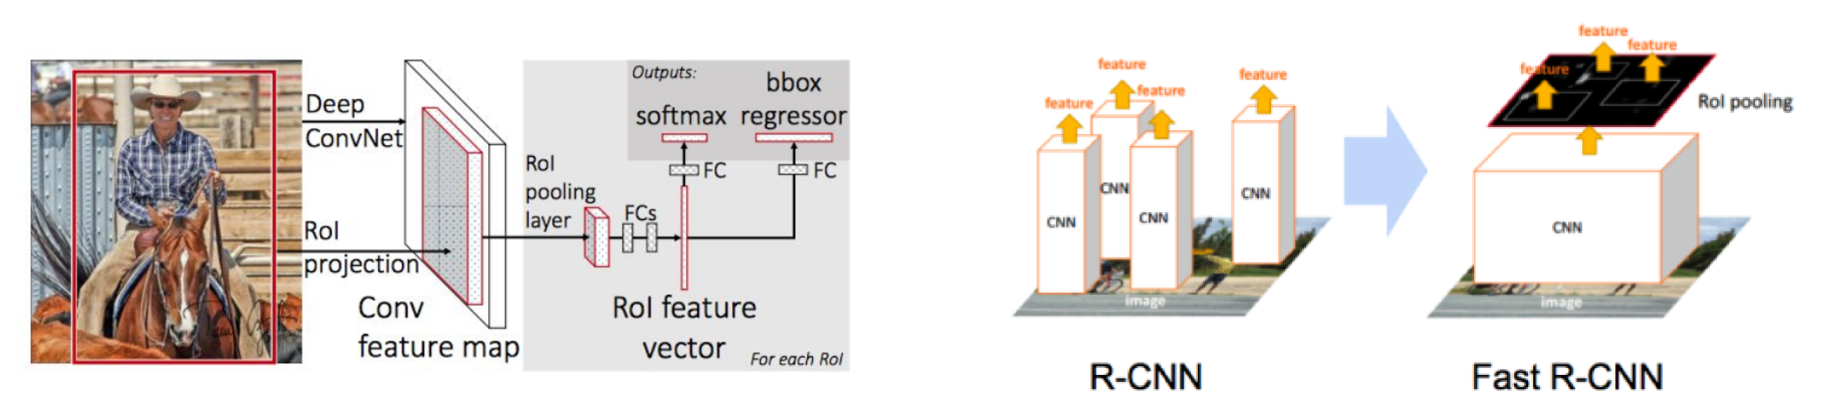 Deep
ConvNet
RoI
projection
Conv
feature map
RoI
pooling
layer
FCs
Outputs:
softmax
bbox
regressor
FC
FC
RoI feature
vector
For each RoI
feature
feature
feature
feature
CNN
CNN
CNN
CNN
image
R-CNN
feature
feature
feature
RoI pooling
CNN
image
Fast R-CNN